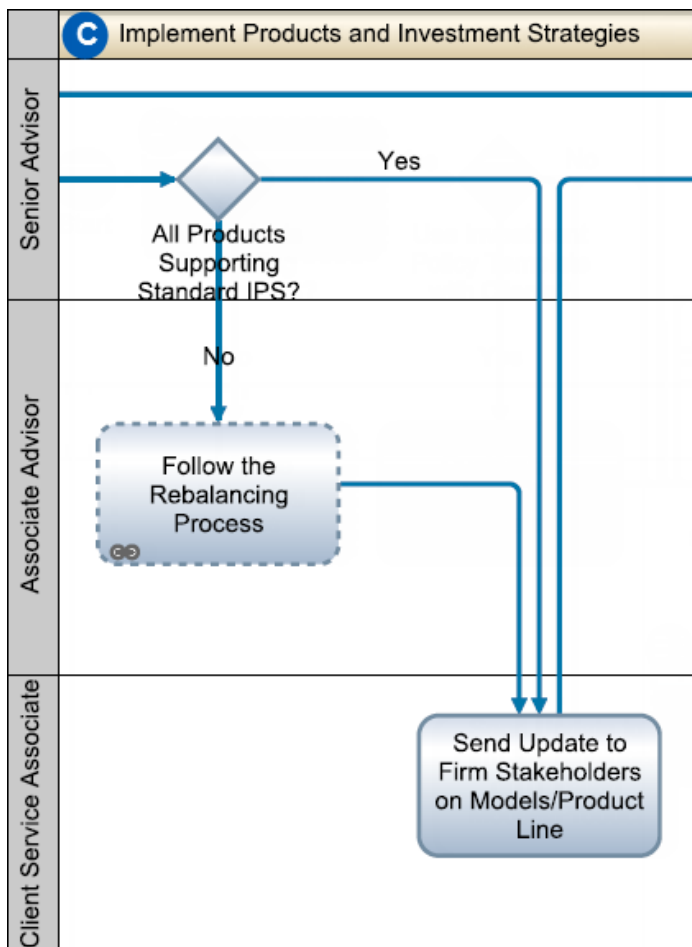 C Implement Products and Investment Strategies
Senior Advisor
Yes
All Products
Supporting
Standard IPS?
No
Associate Advisor
Follow the
Rebalancing
Process
Client Service Associate
Send Update to
Firm Stakeholders
on Models/Product
Line